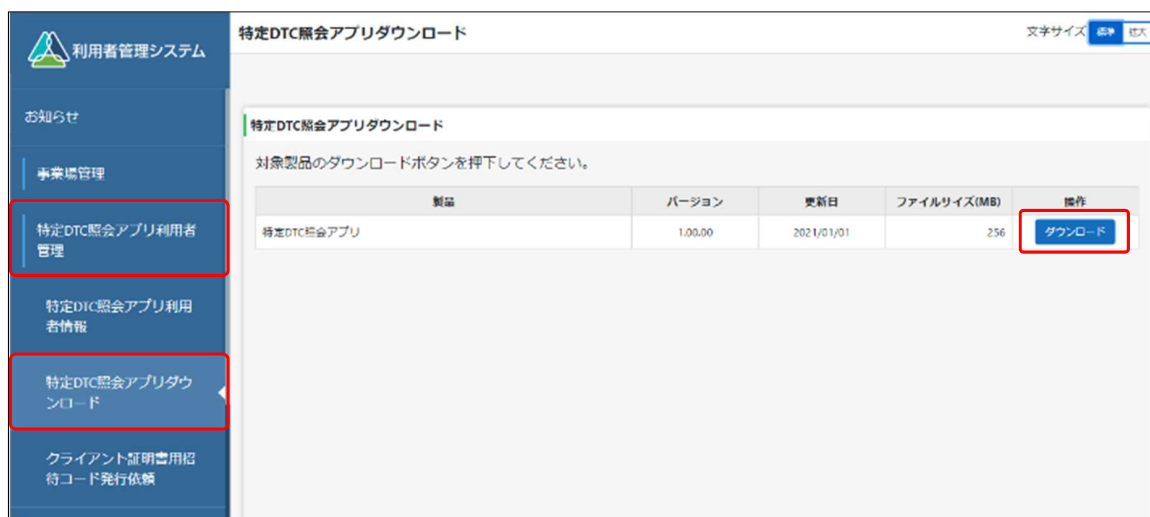 利用者管理システム
特定DTC照会アプリダウンロード
文字サイズ 標準 拡大
お知らせ
事業場管理
特定DTC照会アプリ利用者
管理
特定DTC照会アプリ利用
者情報
特定DTC照会アプリダウ
ンロード
クライアント証明書用招
待コード発行依頼
特定DTC照会アプリダウンロード
対象製品のダウンロードボタンを押下してください。
製品 バージョン 更新日 ファイルサイズ(MB) 操作
特定DTC照会アプリ 1.00.00 2021/01/01 256 ダウンロード